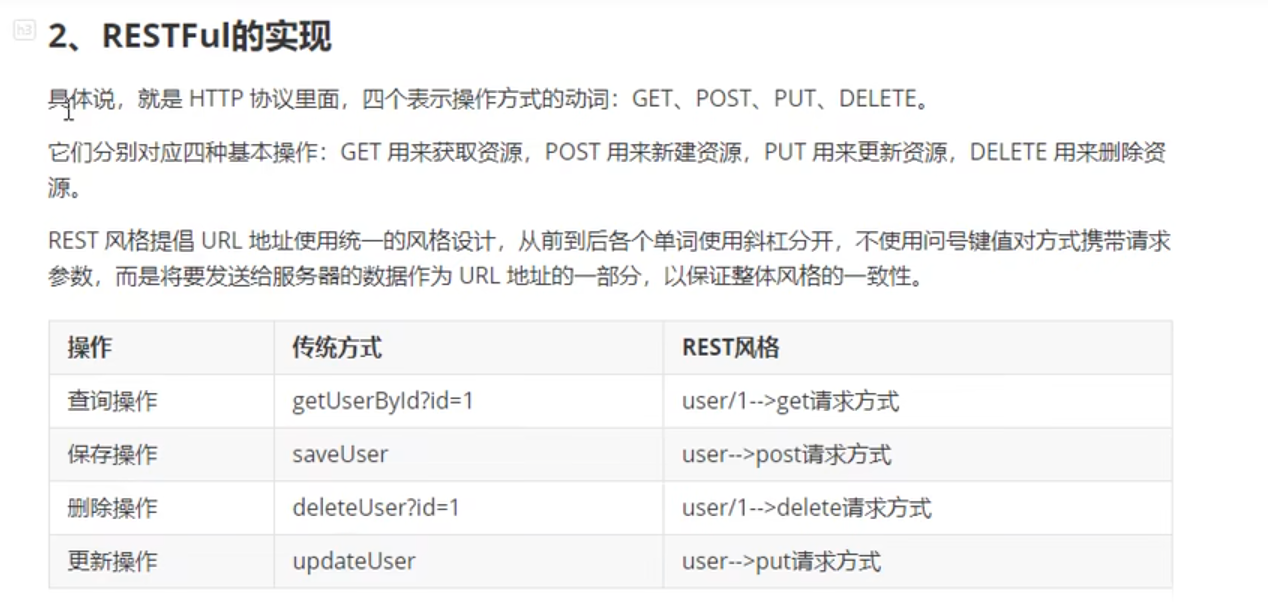 h3
2、RESTFul的实现
具体说，就是 HTTP 协议里面，四个表示操作方式的动词：GET、POST、PUT、DELETE。
它们分别对应四种基本操作：GET 用来获取资源，POST 用来新建资源，PUT 用来更新资源，DELETE 用来删除资
源。
REST 风格提倡 URL 地址使用统一的风格设计，从前到后各个单词使用斜杠分开，不使用问号键值对方式携带请求
参数，而是将要发送给服务器的数据作为 URL 地址的一部分，以保证整体风格的一致性。
操作 传统方式 REST风格
查询操作 getUserById?id=1 user/1-->get请求方式
保存操作 saveUser user-->post请求方式
删除操作 deleteUser?id=1 user/1-->delete请求方式
更新操作 updateUser user-->put请求方式